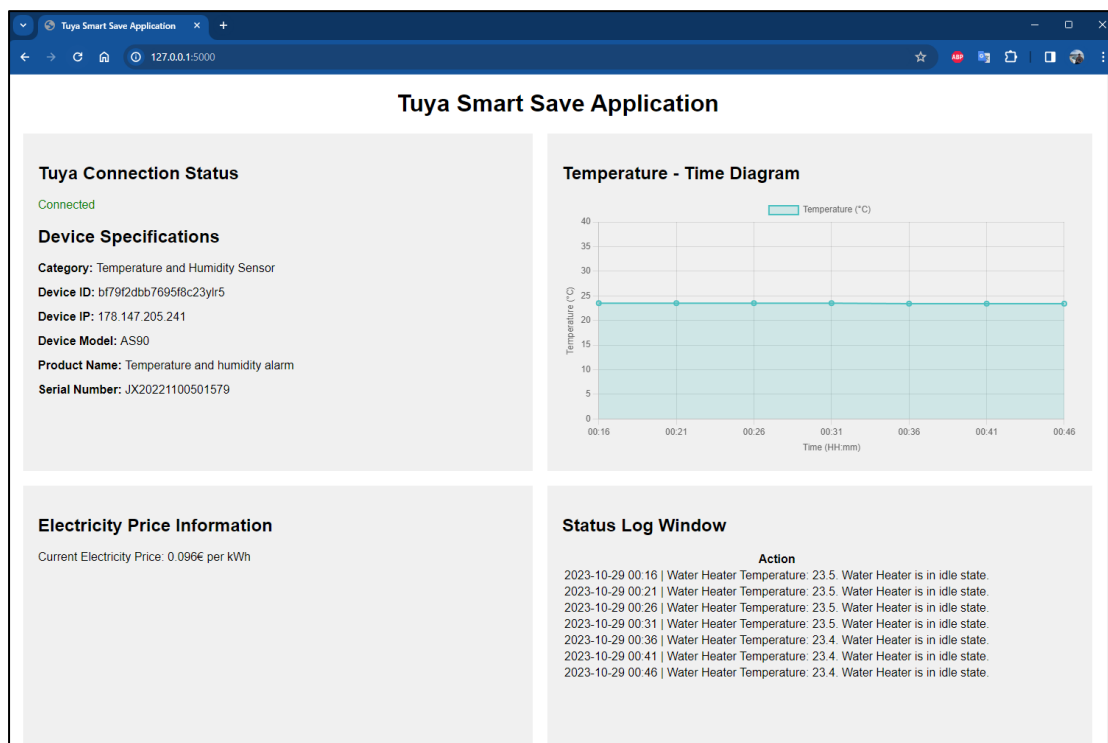 Tuya Smart Save Application
127.0.0.1:5000
ABP
Tuya Smart Save Application
Tuya Connection Status
Connected
Device Specifications
Category: Temperature and Humidity Sensor
Device ID: bf79f2dbb7695f8c23ylr5
Device IP: 178.147.205.241
Device Model: AS90
Product Name: Temperature and humidity alarm
Serial Number: JX20221100501579
Temperature - Time Diagram
Temperature (°C)
Temperature (°C)
40
35
30
25
20
15
10
5
0
00:16 00:21 00:26 00:31 00:36 00:41 00:46
Time (HH:mm)
Electricity Price Information
Current Electricity Price: 0.096€ per kWh
Status Log Window
Action
2023-10-29 00:16 | Water Heater Temperature: 23.5. Water Heater is in idle state.
2023-10-29 00:21 | Water Heater Temperature: 23.5. Water Heater is in idle state.
2023-10-29 00:26 | Water Heater Temperature: 23.5. Water Heater is in idle state.
2023-10-29 00:31 | Water Heater Temperature: 23.5. Water Heater is in idle state.
2023-10-29 00:36 | Water Heater Temperature: 23.4. Water Heater is in idle state.
2023-10-29 00:41 | Water Heater Temperature: 23.4. Water Heater is in idle state.
2023-10-29 00:46 | Water Heater Temperature: 23.4. Water Heater is in idle state.